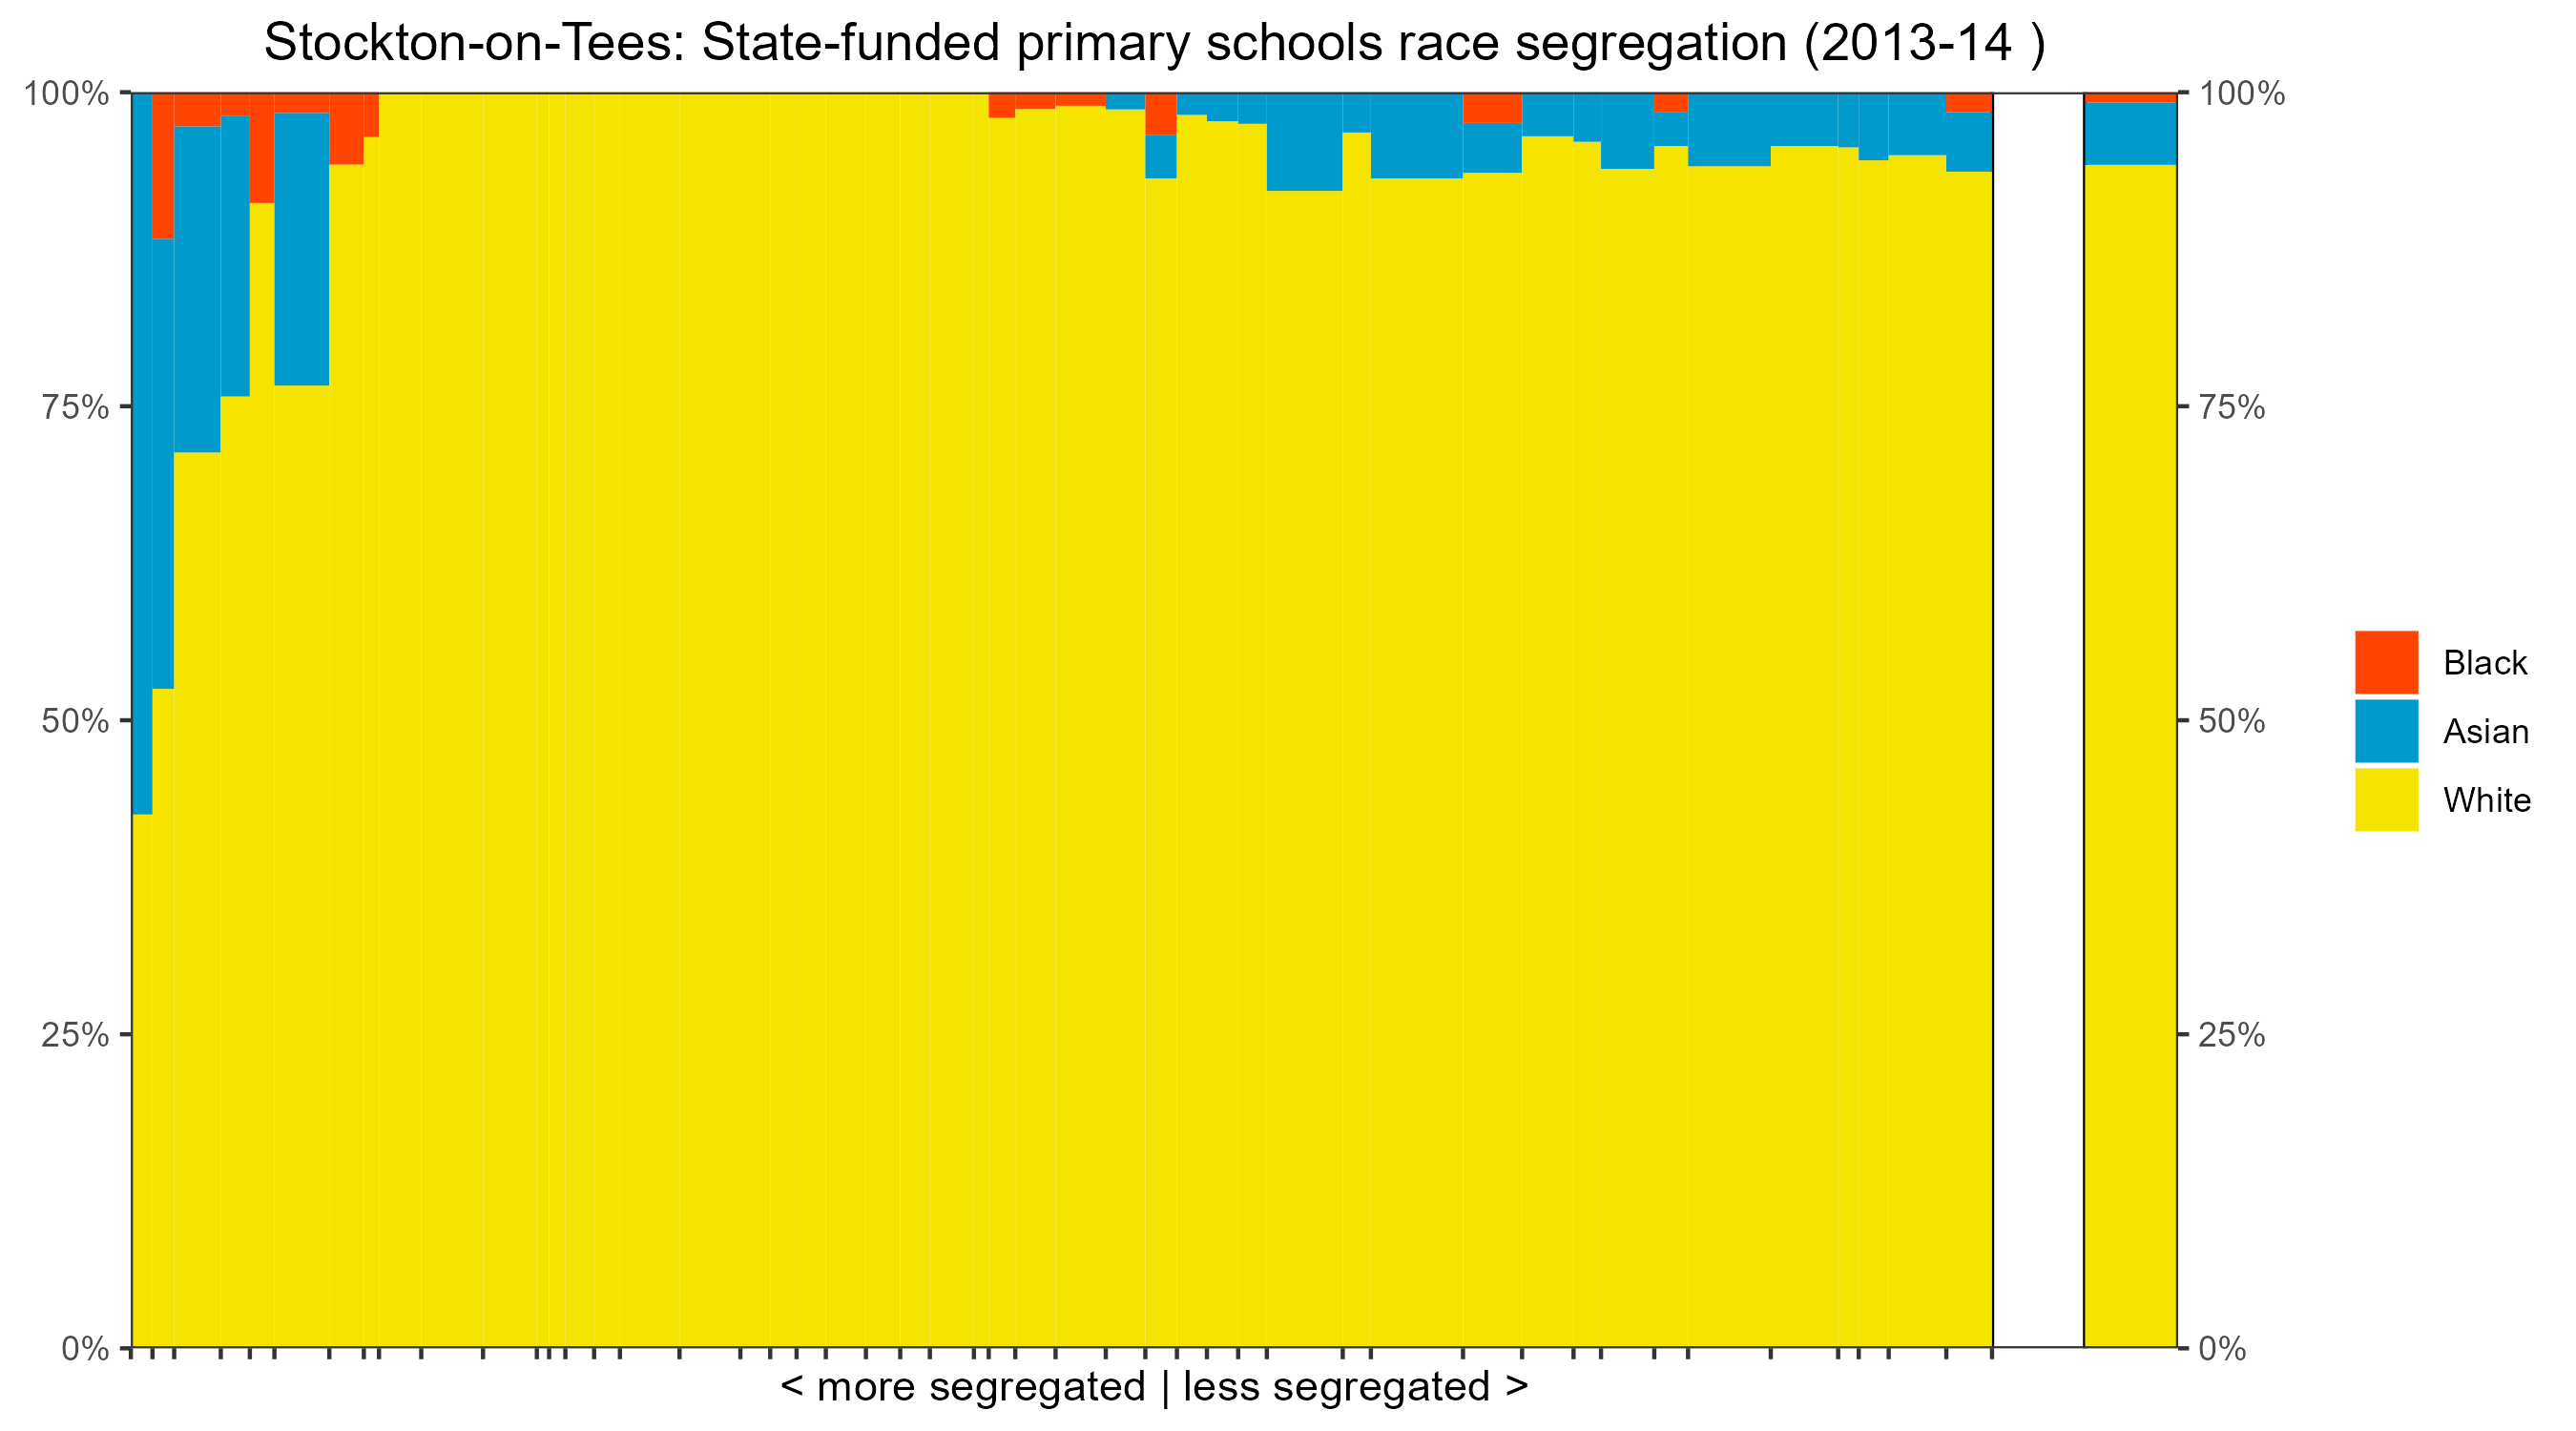 Stockton-on-Tees: State-funded primary schools race segregation (2013-14 )
100%
75%
50%
25%
0%
100%
75%
50%
25%
0%
Black
Asian
White
< more segregated | less segregated >